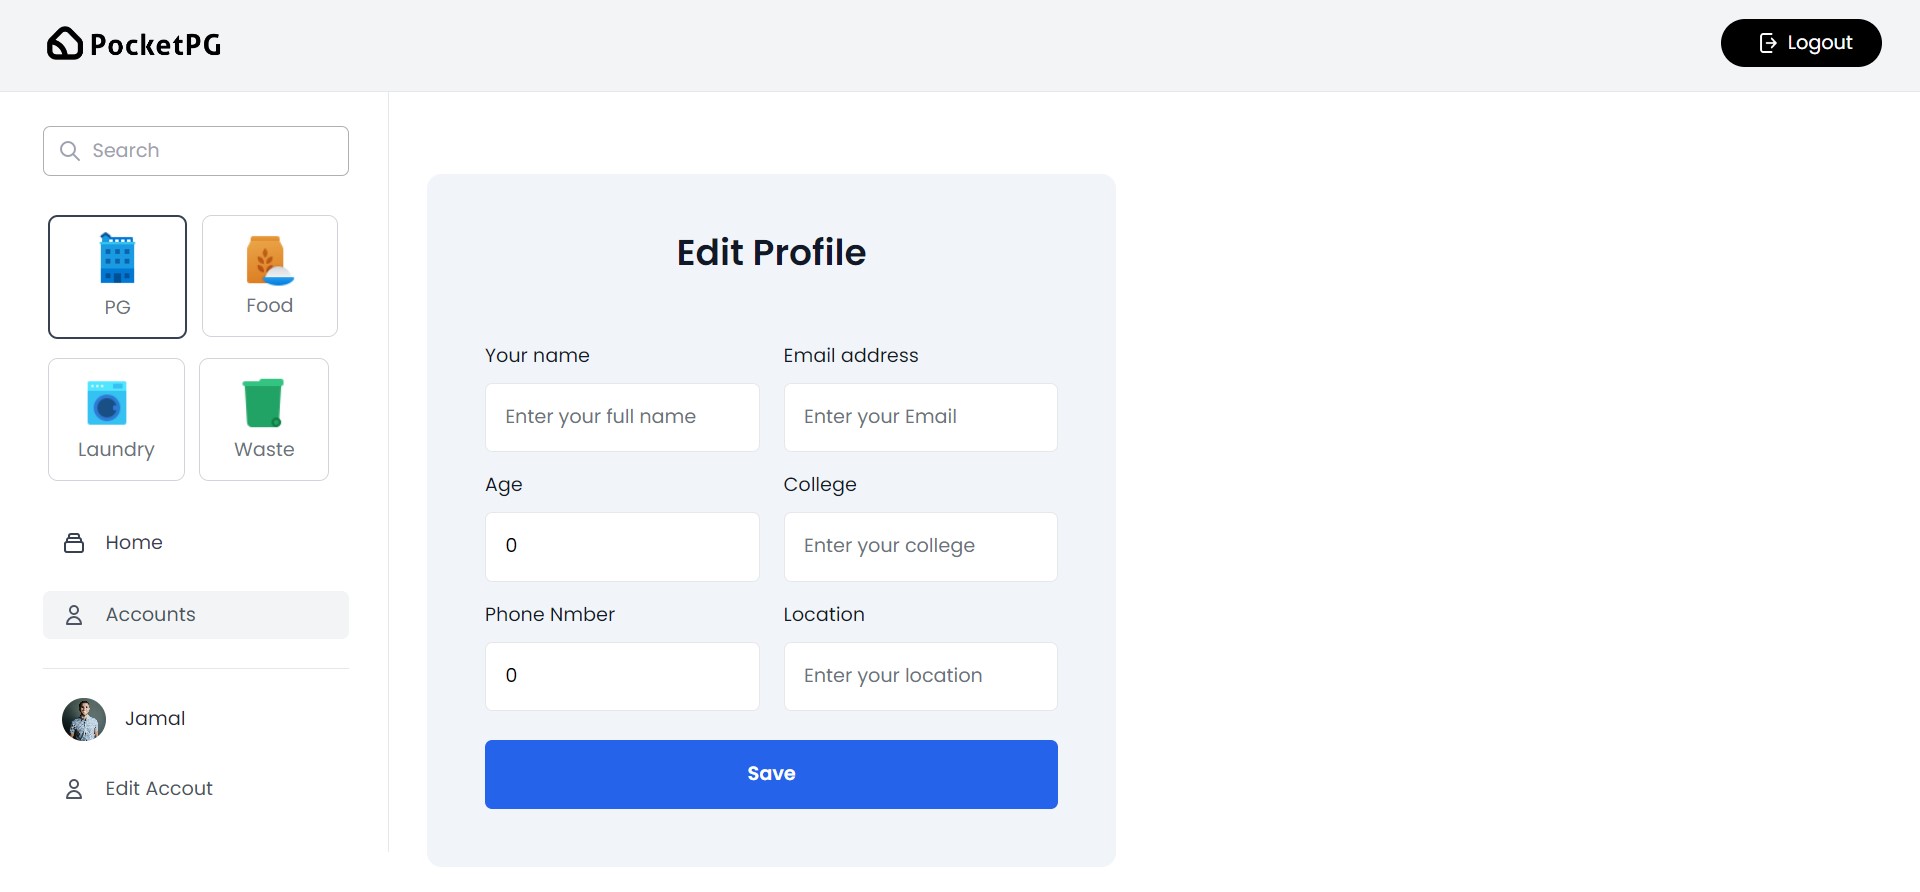 PocketPG
Logout
Search
PG
Food
Laundry
Waste
Home
Accounts
Jamal
Edit Accout
Edit Profile
Your name
Email address
Enter your full name
Enter your Email
Age
College
0
Enter your college
Phone Nmber
Location
0
Enter your location
Save